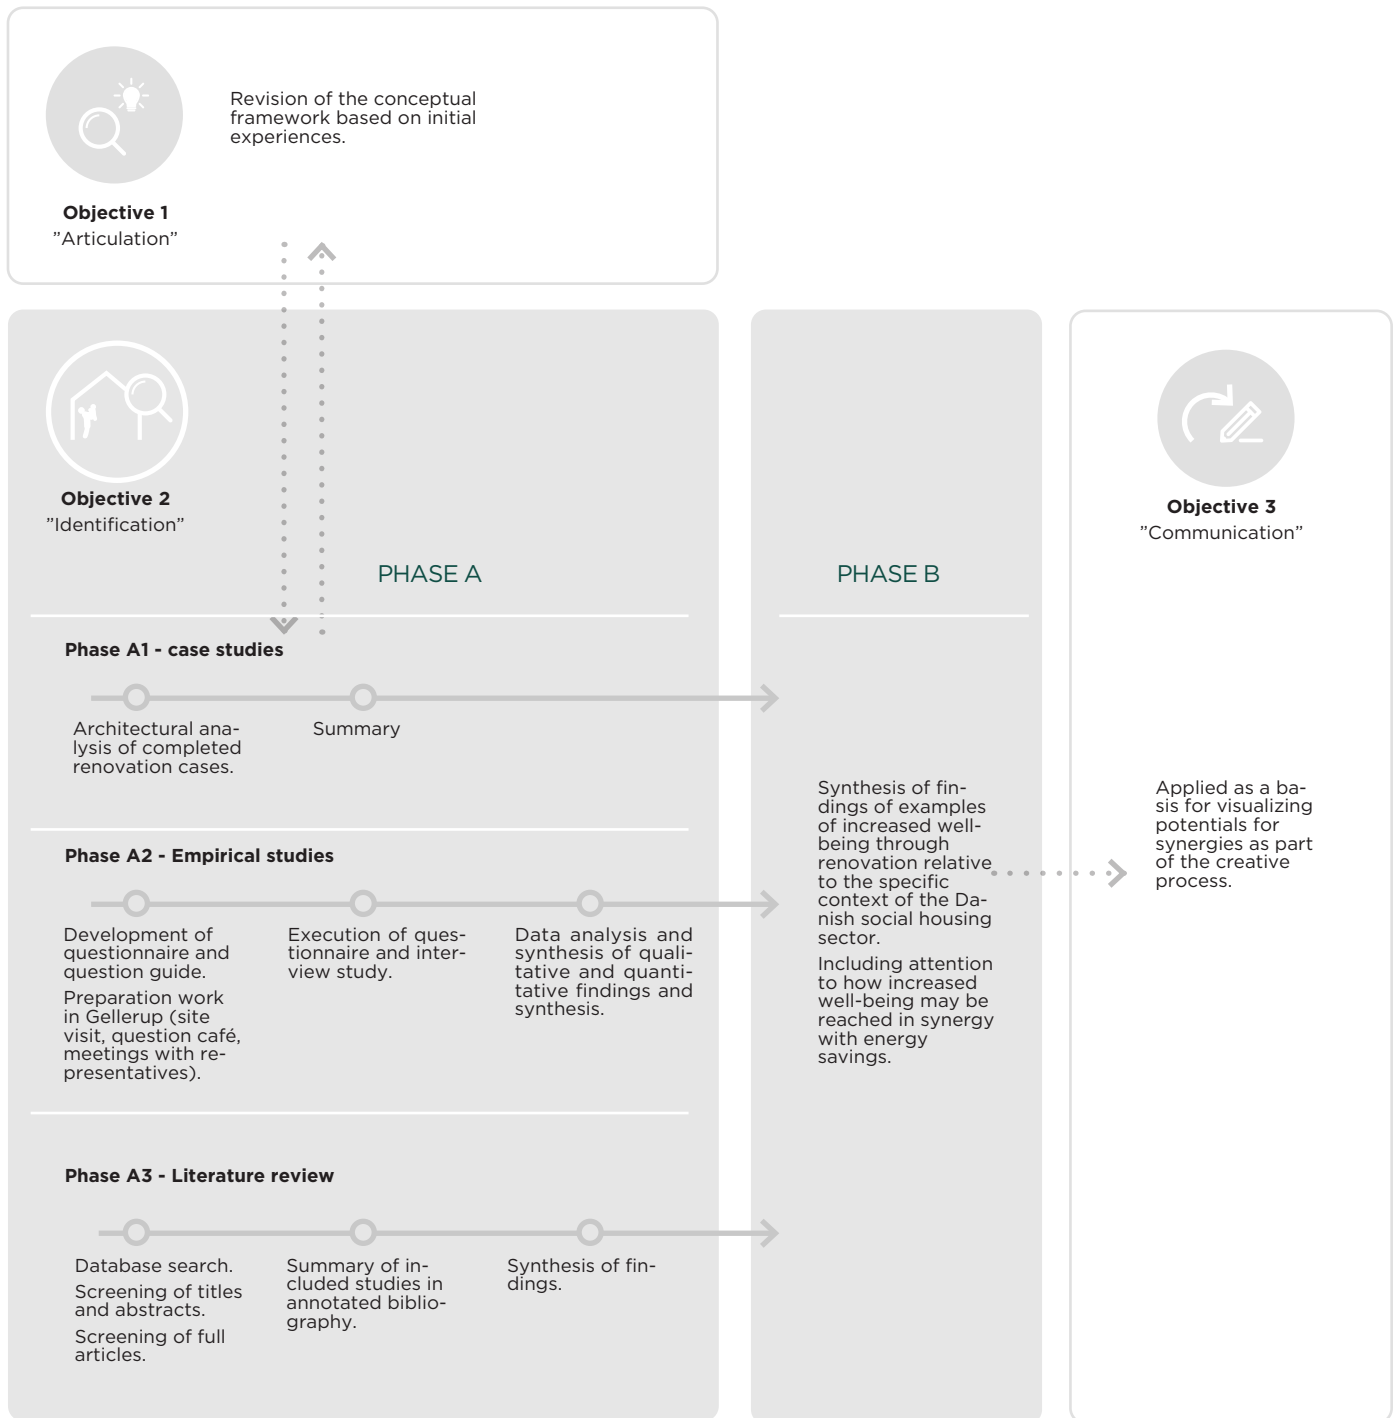 Revision of the conceptual
framework based on initial
experiences.
Objective 1
”Articulation”
Objective 2
”Identification”
PHASE A
Phase A1 - case studies
Architectural ana-
lysis of completed
renovation cases.
Summary
Phase A2 - Empirical studies
Development of
questionnaire and
question guide.
Preparation work
in Gellerup (site
visit, question café,
meetings with re-
presentatives).
Execution of ques-
tionnaire and inter-
view study.
Data analysis and
synthesis of quali-
tative and quanti-
tative findings and
synthesis.
Phase A3 - Literature review
Database search.
Screening of titles
and abstracts.
Screening of full
articles.
Summary of in-
cluded studies in
annotated biblio-
graphy.
Synthesis of fin-
dings.
PHASE B
Synthesis of fin-
dings of examples
of increased well-
being through
renovation relative
to the specific
context of the Da-
nish social housing
sector.
Including attention
to how increased
well-being may be
reached in synergy
with energy
savings.
Objective 3
”Communication”
Applied as a ba-
sis for visualizing
potentials for
synergies as part
of the creative
process.